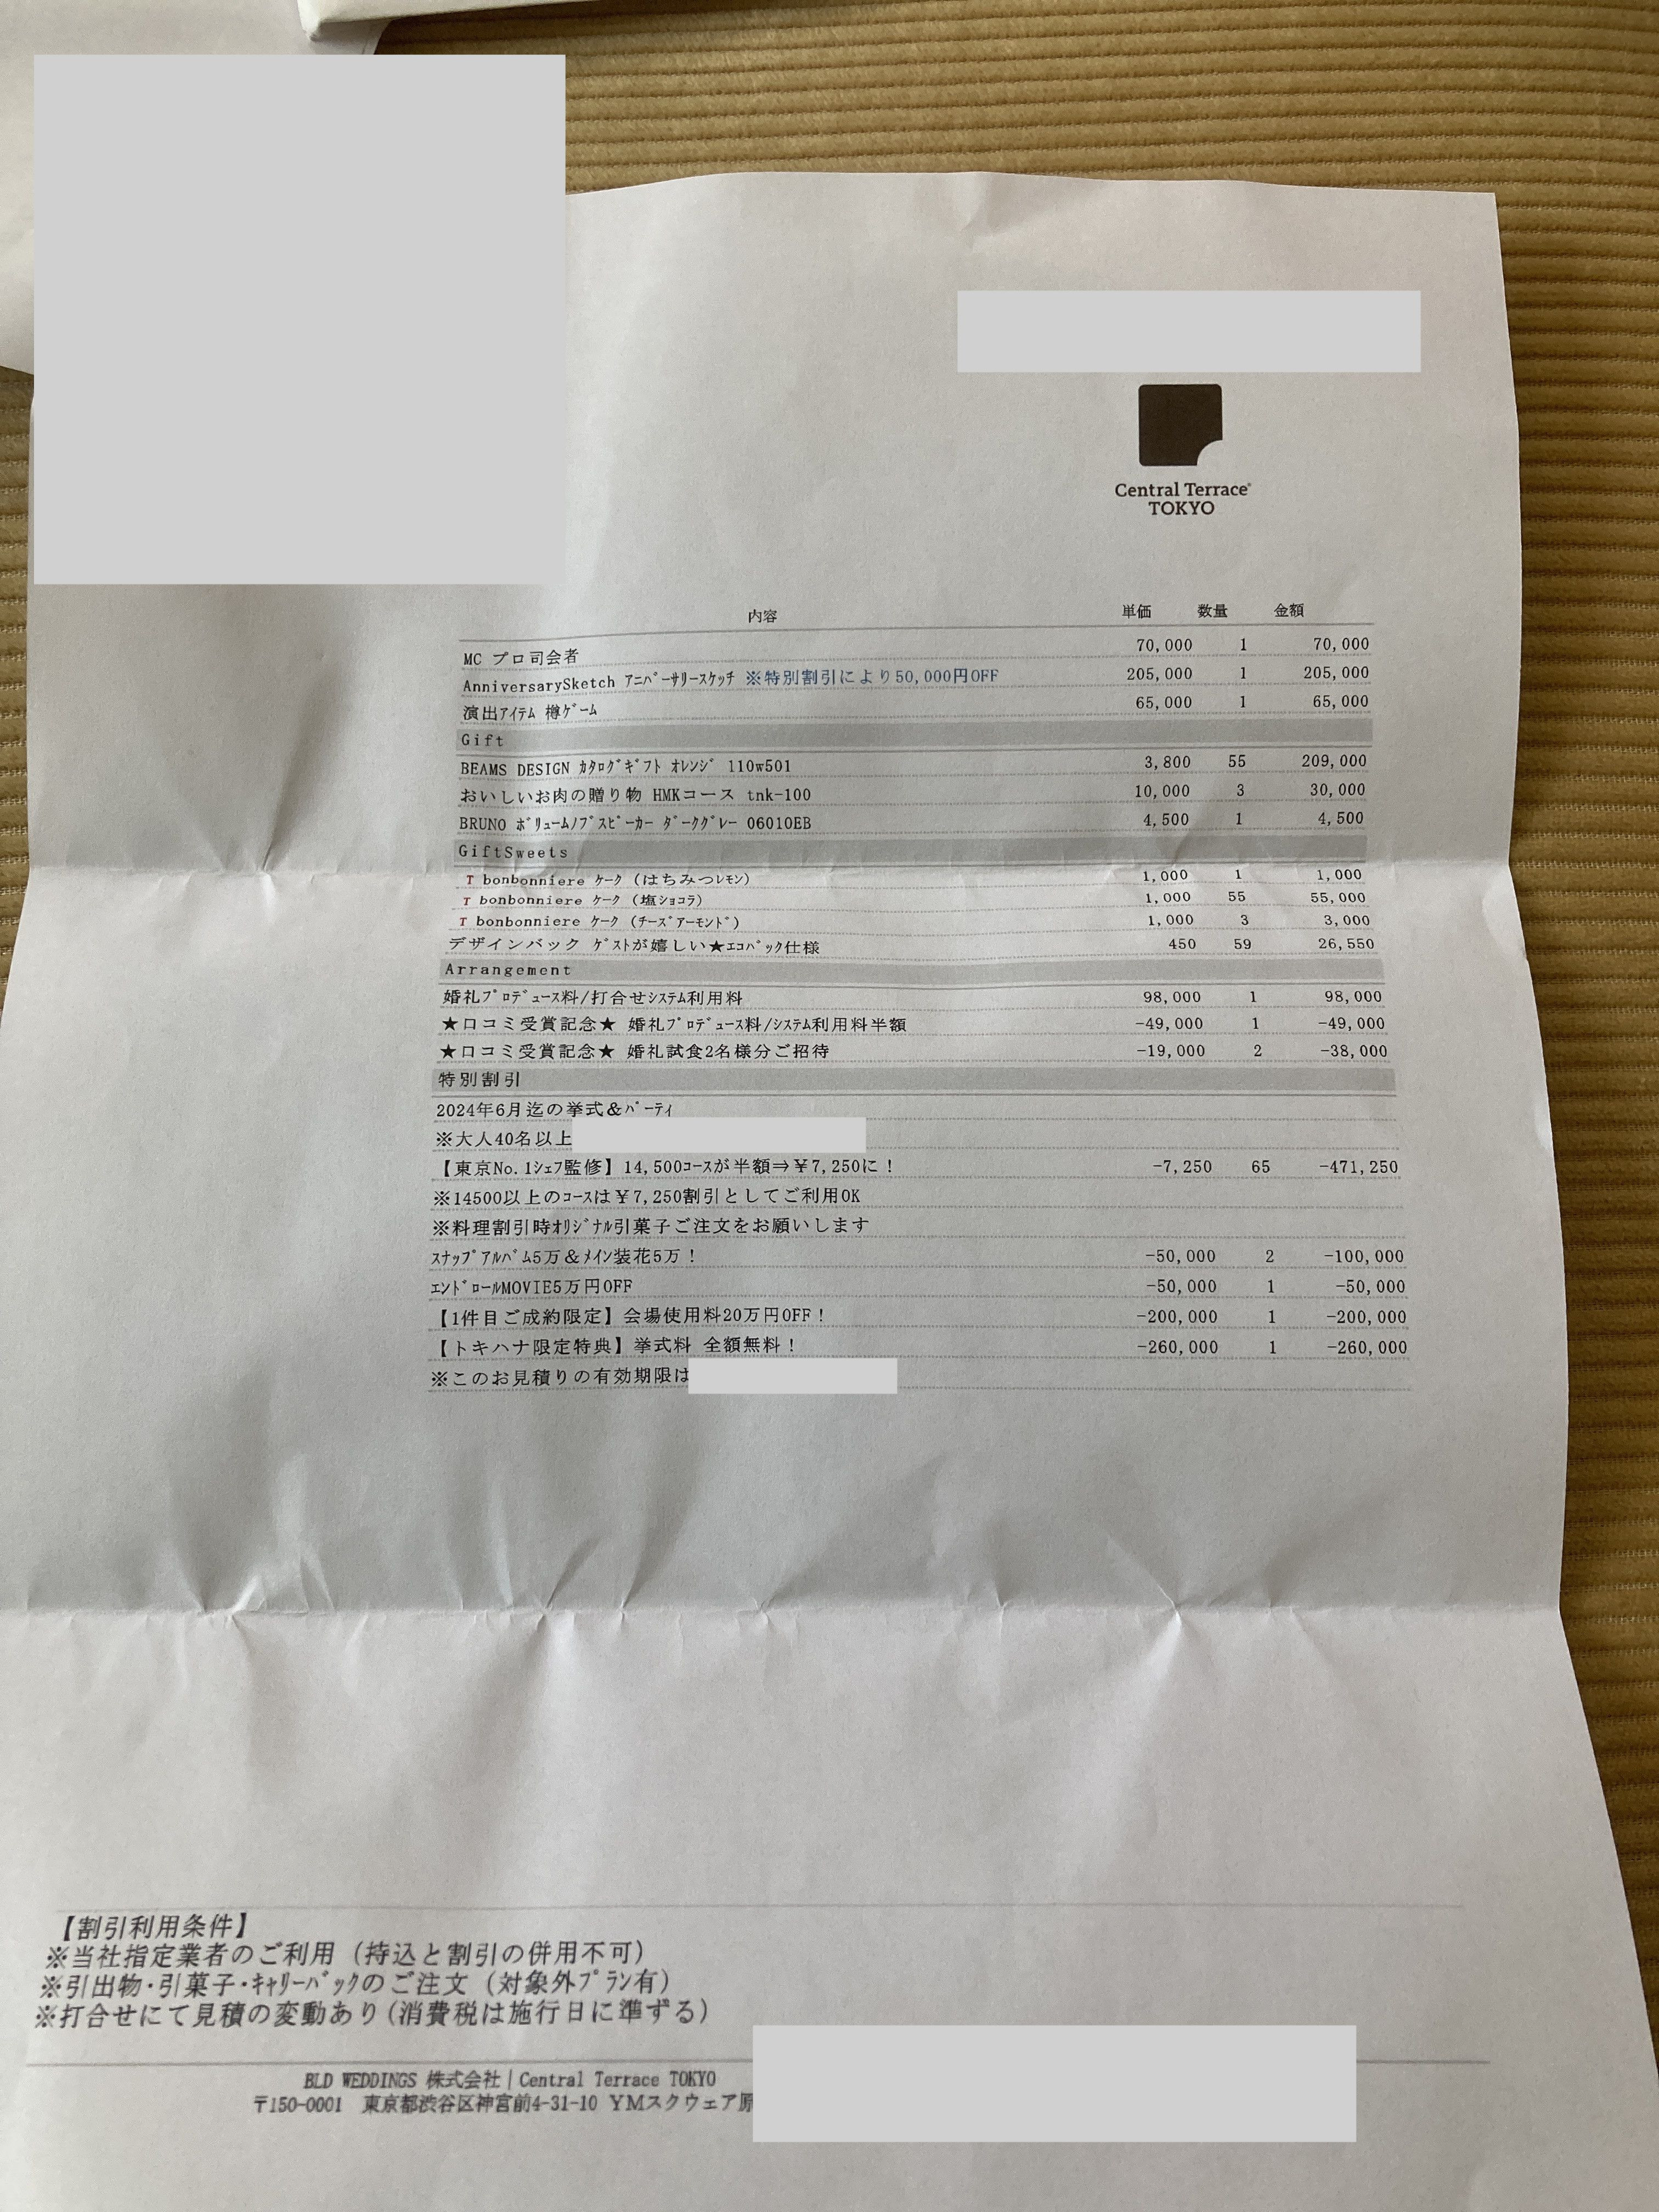 Central Terrace®
TOKYO
内容 単価 数量 金額
MC プロ司会者 70,000 1 70,000
AnniversarySketch ｱﾆﾊﾞｰｻﾘｰｽｹｯﾁ ※特別割引により50,000円OFF 205,000 1 205,000
演出ｱｲﾃﾑ 樽ｹﾞｰﾑ 65,000 1 65,000
Gift
BEAMS DESIGN ｶﾀﾛｸﾞｷﾞﾌﾄ ｵﾚﾝｼﾞ 110w501 3,800 55 209,000
おいしいお肉の贈り物 HMKコース tnk-100 10,000 3 30,000
BRUNO ﾎﾞﾘｭｰﾑﾉﾌﾞｽﾋﾟｰｶｰ ﾀﾞｰｸｸﾞﾚｰ 06010EB 4,500 1 4,500
GiftSweets
T bonbonniere ｹｰｸ (はちみつﾚﾓﾝ) 1,000 1 1,000
T bonbonniere ｹｰｸ (塩ｼｮｺﾗ) 1,000 55 55,000
T bonbonniere ｹｰｸ (ﾁｰｽﾞｱｰﾓﾝﾄﾞ) 1,000 3 3,000
デザインバック ｹﾞｽﾄが嬉しい★ｴｺﾊﾞｯｸ仕様 450 59 26,550
Arrangement
婚礼ﾌﾟﾛﾃﾞｭｰｽ料/打合せｼｽﾃﾑ利用料 98,000 1 98,000
★口コミ受賞記念★ 婚礼ﾌﾟﾛﾃﾞｭｰｽ料/ｼｽﾃﾑ利用料半額 -49,000 1 -49,000
★口コミ受賞記念★ 婚礼試食2名様分ご招待 -19,000 2 -38,000
特別割引
2024年6月迄の挙式＆ﾊﾟｰﾃｨ
※大人40名以上
【東京No.1ｼｪﾌ監修】14,500ｺｰｽが半額⇒¥7,250に！ -7,250 65 -471,250
※14500以上のｺｰｽは¥7,250割引としてご利用OK
※料理割引時ｵﾘｼﾞﾅﾙ引菓子ご注文をお願いします
ｽﾅｯﾌﾟｱﾙﾊﾞﾑ5万＆ﾒｲﾝ装花5万！ -50,000 2 -100,000
ｴﾝﾄﾞﾛｰﾙMOVIE5万円OFF -50,000 1 -50,000
【1件目ご成約限定】会場使用料20万円OFF！ -200,000 1 -200,000
【トキハナ限定特典】挙式料 全額無料！ -260,000 1 -260,000
※このお見積りの有効期限は
【割引利用条件】
※当社指定業者のご利用（持込と割引の併用不可）
※引出物・引菓子・ｷｬﾘｰﾊﾞｯｸのご注文（対象外ﾌﾟﾗﾝ有）
※打合せにて見積の変動あり(消費税は施行日に準ずる)
BLD WEDDINGS 株式会社｜Central Terrace TOKYO
〒150-0001 東京都渋谷区神宮前4-31-10 YMスクウェア原